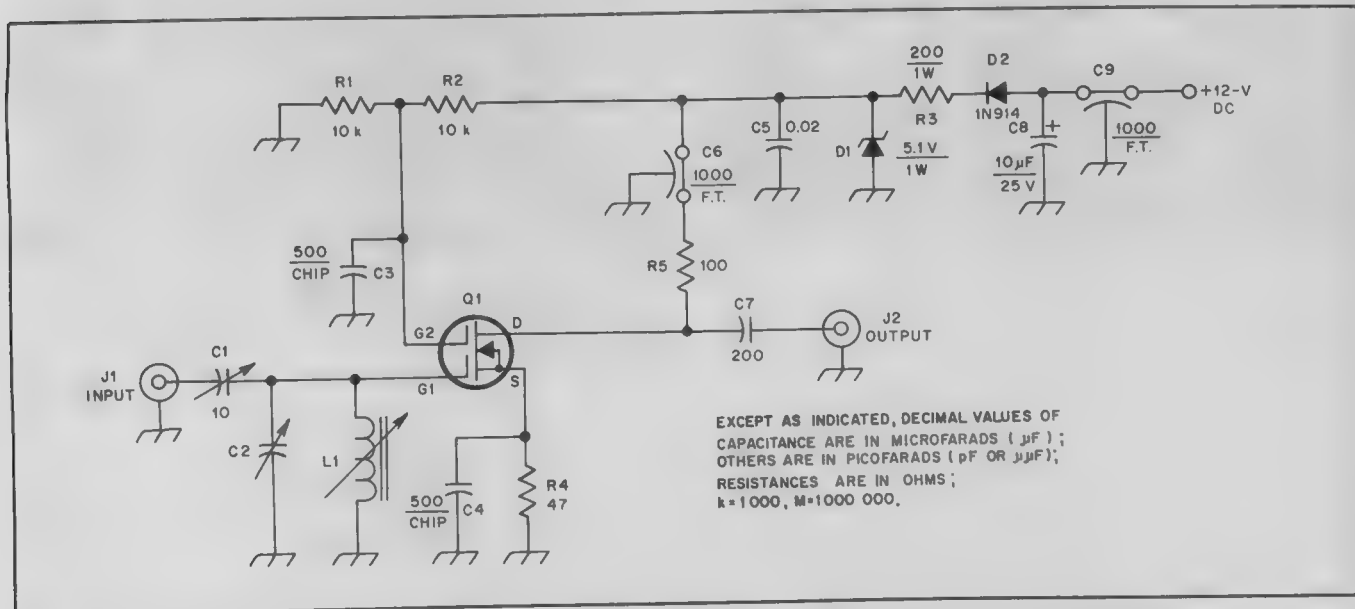 R1
10 k
R2
10 k
200
1W
R3
D2
1N914
C9
1000
F.T.
+12-V
DC
C8
10 µF
25 V
+
C5
0.02
D1
5.1 V
1W
C6
1000
F.T.
R5
100
500
CHIP
C3
Q1
G2
D
G1
S
C7
200
J2
OUTPUT
J1
INPUT
C1
10
C2
L1
500
CHIP
C4
R4
47
EXCEPT AS INDICATED, DECIMAL VALUES OF
CAPACITANCE ARE IN MICROFARADS ( µF ) ;
OTHERS ARE IN PICOFARADS ( pF OR µµF);
RESISTANCES ARE IN OHMS ;
k=1000, M=1000 000.